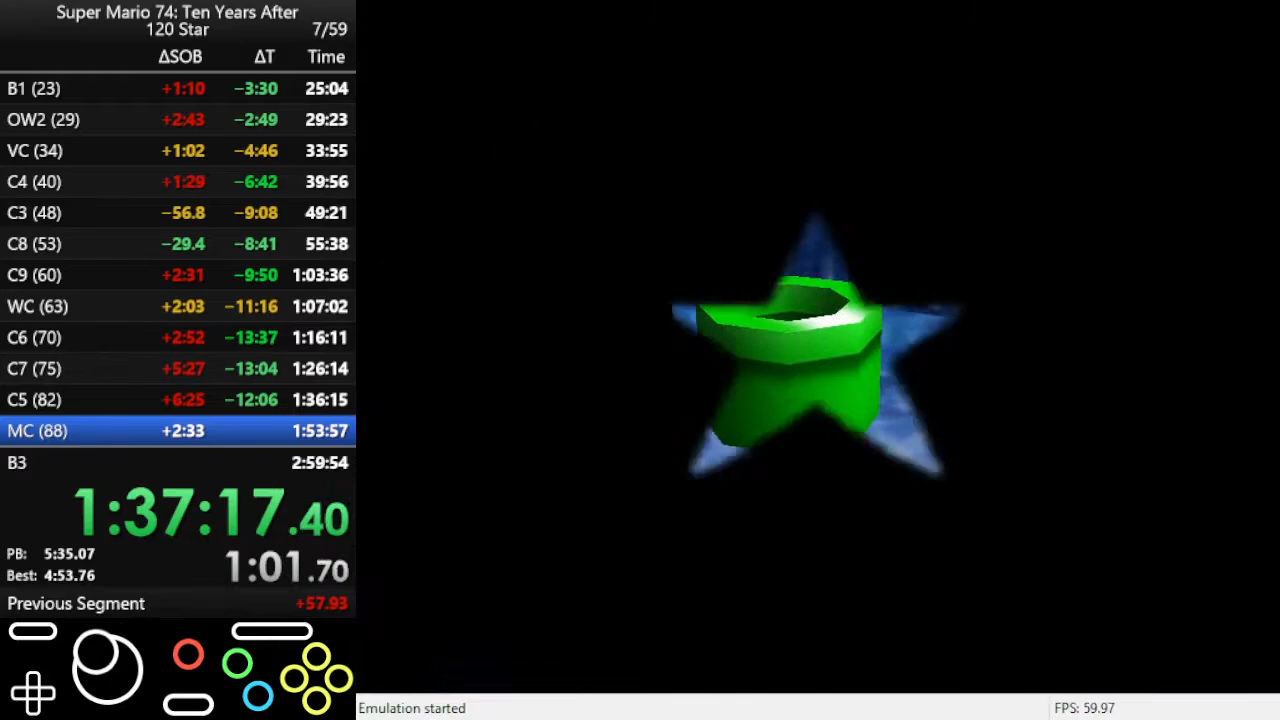 Super Mario 74: Ten Years After
120 Star 7/59
ΔSOB ΔT Time
B1 (23) +1:10 −3:30 25:04
OW2 (29) +2:43 −2:49 29:23
VC (34) +1:02 −4:46 33:55
C4 (40) +1:29 −6:42 39:56
C3 (48) −56.8 −9:08 49:21
C8 (53) −29.4 −8:41 55:38
C9 (60) +2:31 −9:50 1:03:36
WC (63) +2:03 −11:16 1:07:02
C6 (70) +2:52 −13:37 1:16:11
C7 (75) +5:27 −13:04 1:26:14
C5 (82) +6:25 −12:06 1:36:15
MC (88) +2:33 1:53:57
B3 2:59:54
1:37:17.40
PB: 5:35.07
Best: 4:53.76
1:01.70
Previous Segment +57.93
Emulation started FPS: 59.97